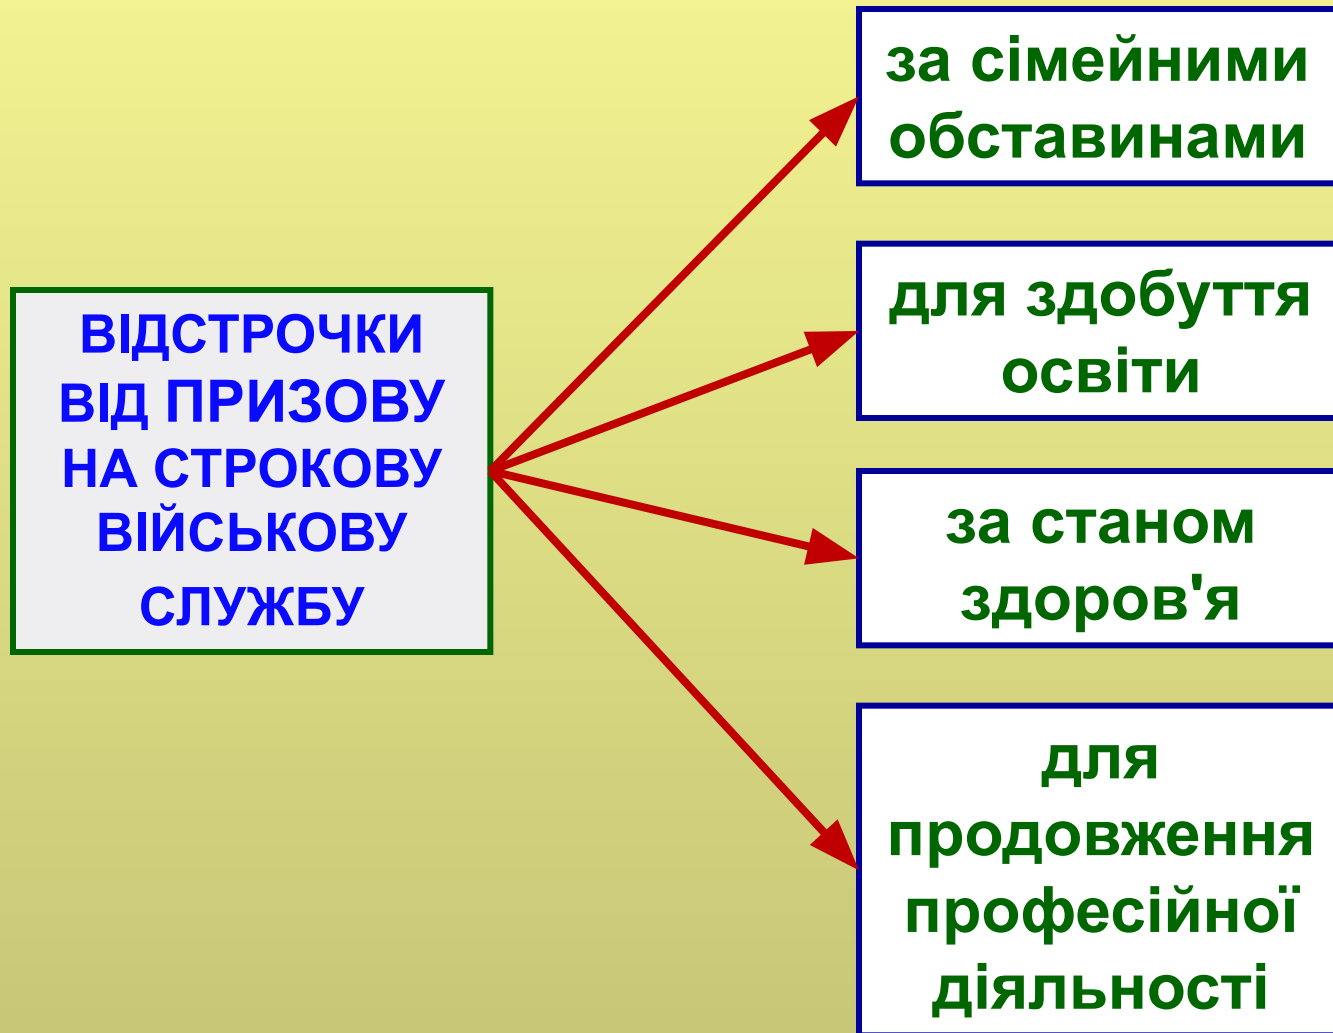 ВІДСТРОЧКИ
ВІД ПРИЗОВУ
НА СТРОКОВУ
ВІЙСЬКОВУ
СЛУЖБУ
за сімейними
обставинами
для здобуття
освіти
за станом
здоров'я
для
продовження
професійної
діяльності